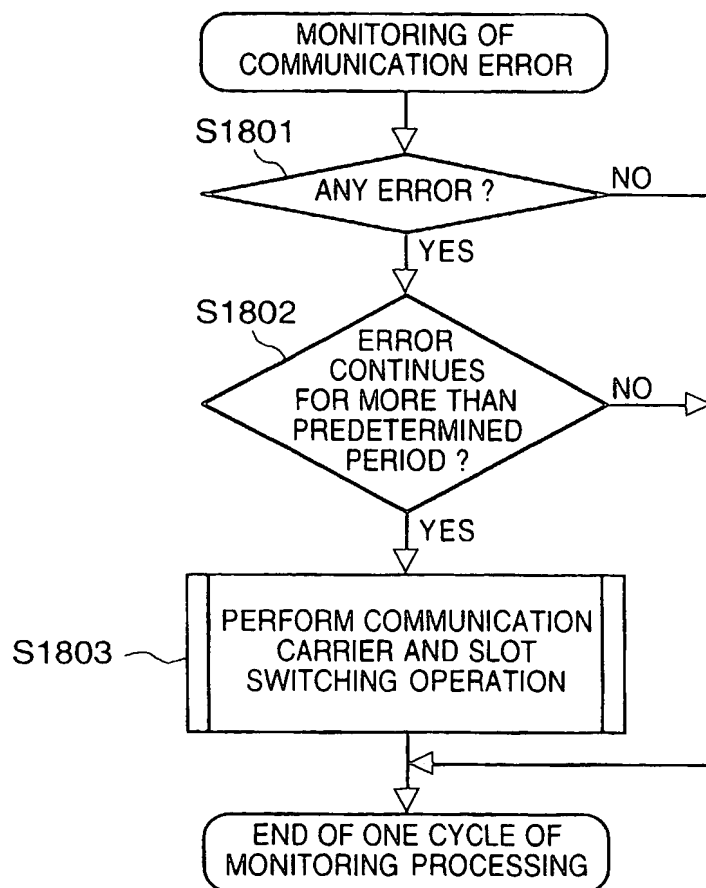 MONITORING OF
COMMUNICATION ERROR
S1801
ANY ERROR ?
NO
YES
S1802
ERROR
CONTINUES
FOR MORE THAN
PREDETERMINED
PERIOD ?
NO
YES
S1803
PERFORM COMMUNICATION
CARRIER AND SLOT
SWITCHING OPERATION
END OF ONE CYCLE OF
MONITORING PROCESSING